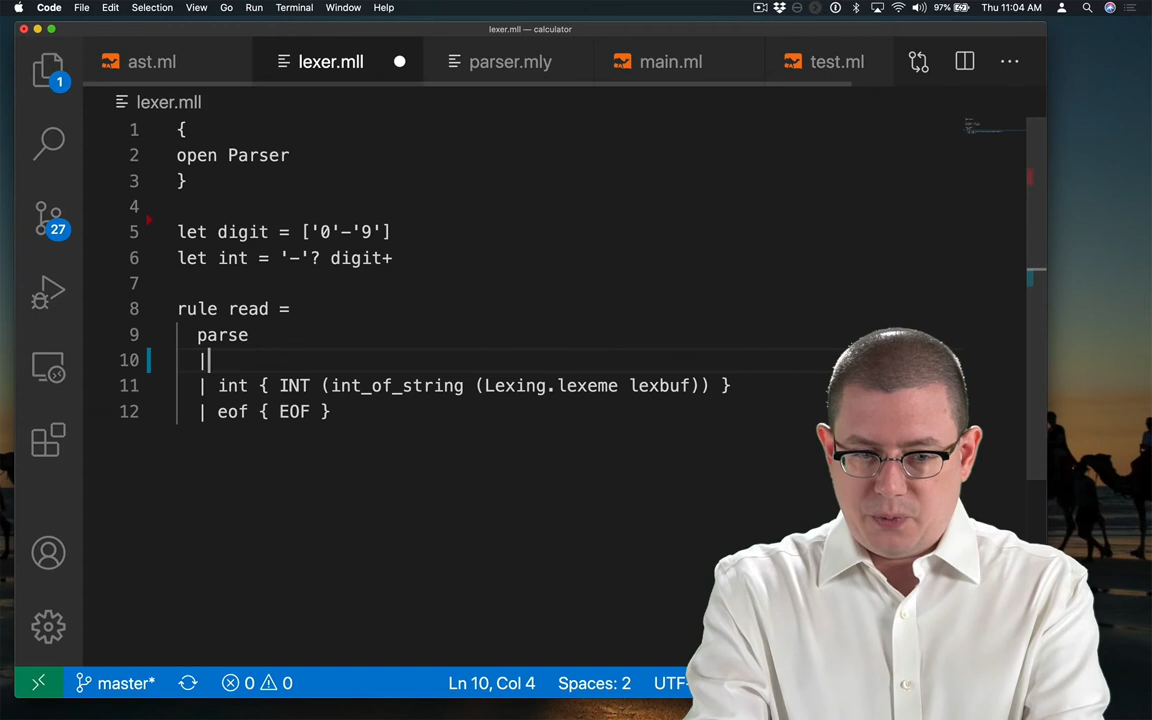 Code File Edit Selection View Go Run Terminal Window Help 97% Thu 11:04 AM
lexer.mll — calculator
ast.ml lexer.mll parser.mly main.ml test.ml
lexer.mll
1 {
2 open Parser
3 }
4
5 let digit = ['0'-'9']
6 let int = '-'? digit+
7
8 rule read =
9 parse
10 |
11 | int { INT (int_of_string (Lexing.lexeme lexbuf)) }
12 | eof { EOF }
1
27
master* 0 0 Ln 10, Col 4 Spaces: 2 UTF-